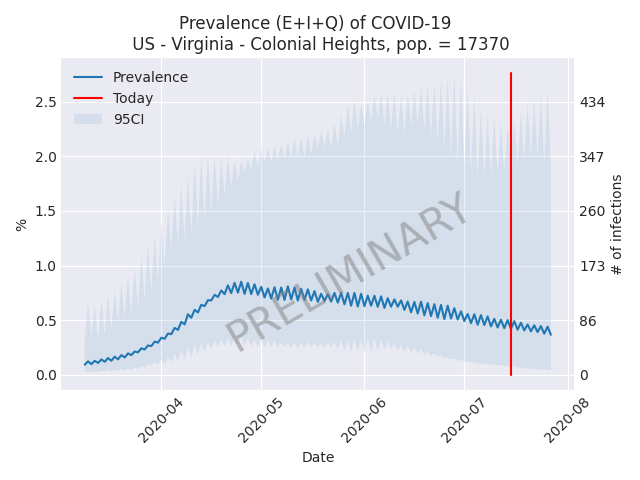 Prevalence (E+I+Q) of COVID-19
US - Virginia - Colonial Heights, pop. = 17370
Prevalence
Today
95CI
2.5
2.0
1.5
1.0
0.5
0.0
%
434
347
260
173
86
0
# of infections
PRELIMINARY
2020-04
2020-05
2020-06
2020-07
2020-08
Date